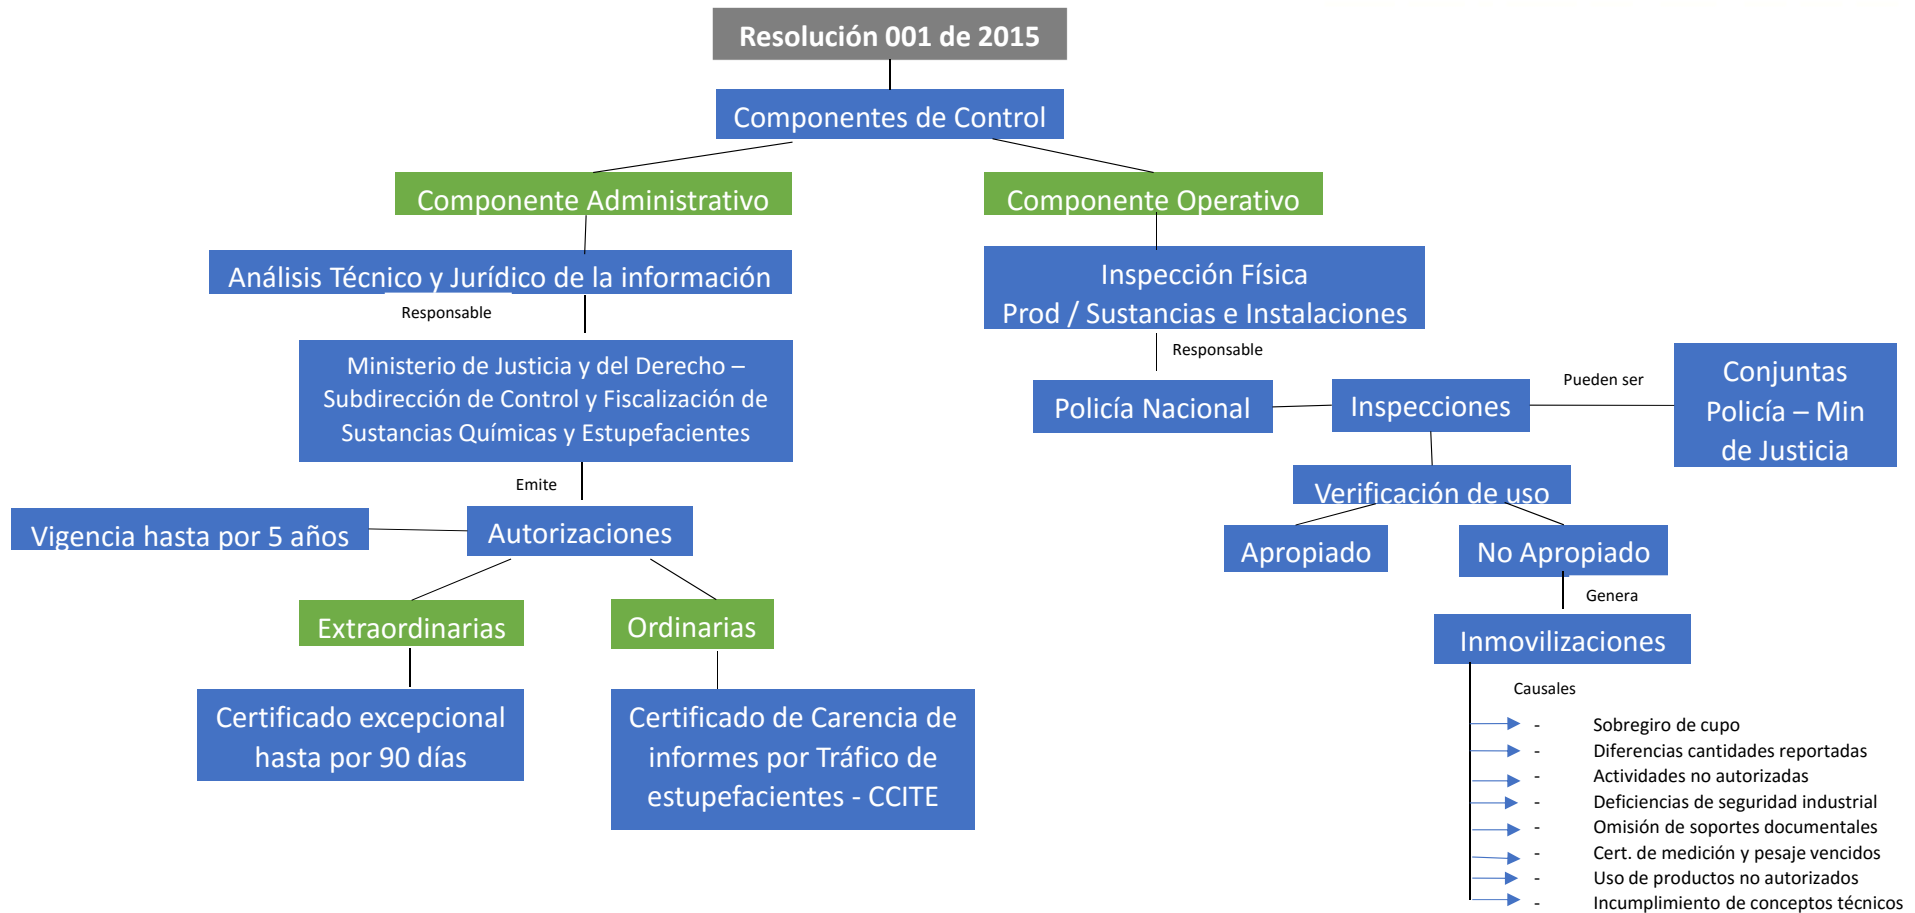 Resolución 001 de 2015
Componentes de Control
Componente Administrativo
Componente Operativo
Análisis Técnico y Jurídico de la información
Inspección Física
Prod / Sustancias e Instalaciones
Responsable
Responsable
Ministerio de Justicia y del Derecho –
Subdirección de Control y Fiscalización de
Sustancias Químicas y Estupefacientes
Policía Nacional
Inspecciones
Pueden ser
Conjuntas
Policía – Min
de Justicia
Emite
Verificación de uso
Vigencia hasta por 5 años
Autorizaciones
Apropiado
No Apropiado
Genera
Extraordinarias
Ordinarias
Inmovilizaciones
Certificado excepcional
hasta por 90 días
Certificado de Carencia de
informes por Tráfico de
estupefacientes - CCITE
Causales
- Sobregiro de cupo
- Diferencias cantidades reportadas
- Actividades no autorizadas
- Deficiencias de seguridad industrial
- Omisión de soportes documentales
- Cert. de medición y pesaje vencidos
- Uso de productos no autorizados
- Incumplimiento de conceptos técnicos